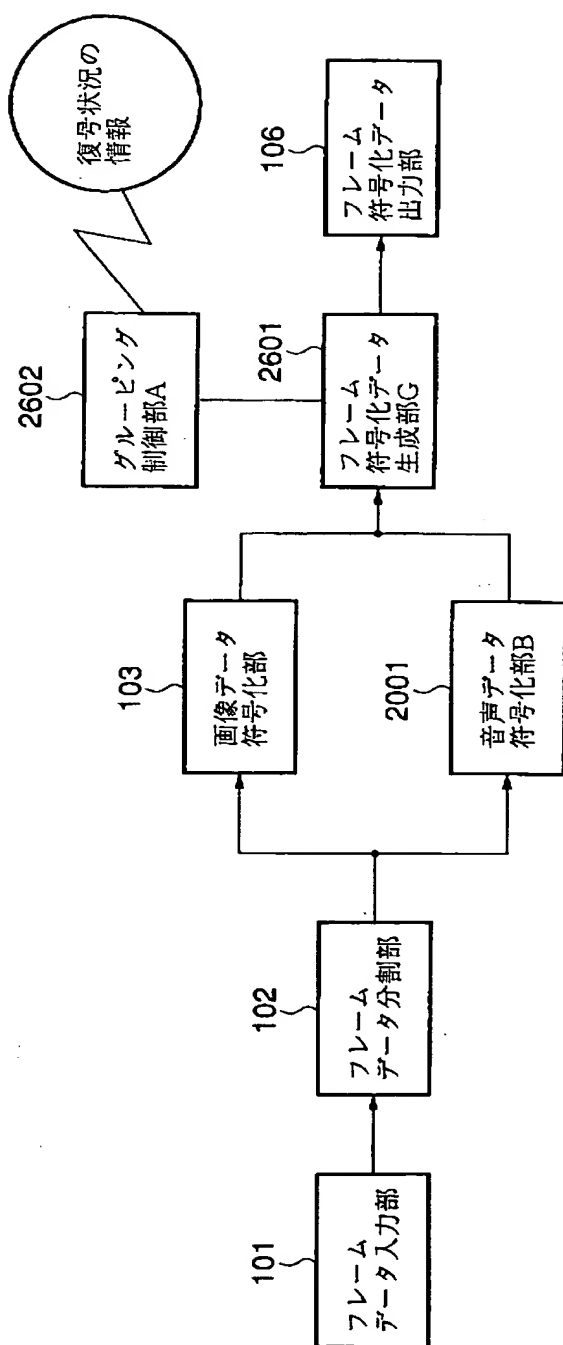 101
フレーム
データ入力部
102
フレーム
データ分割部
103
画像データ
符号化部
2001
音声データ
符号化部B
2602
グルーピング
制御部A
復号状況の
情報
2601
フレーム
符号化データ
生成部G
106
フレーム
符号化データ
出力部